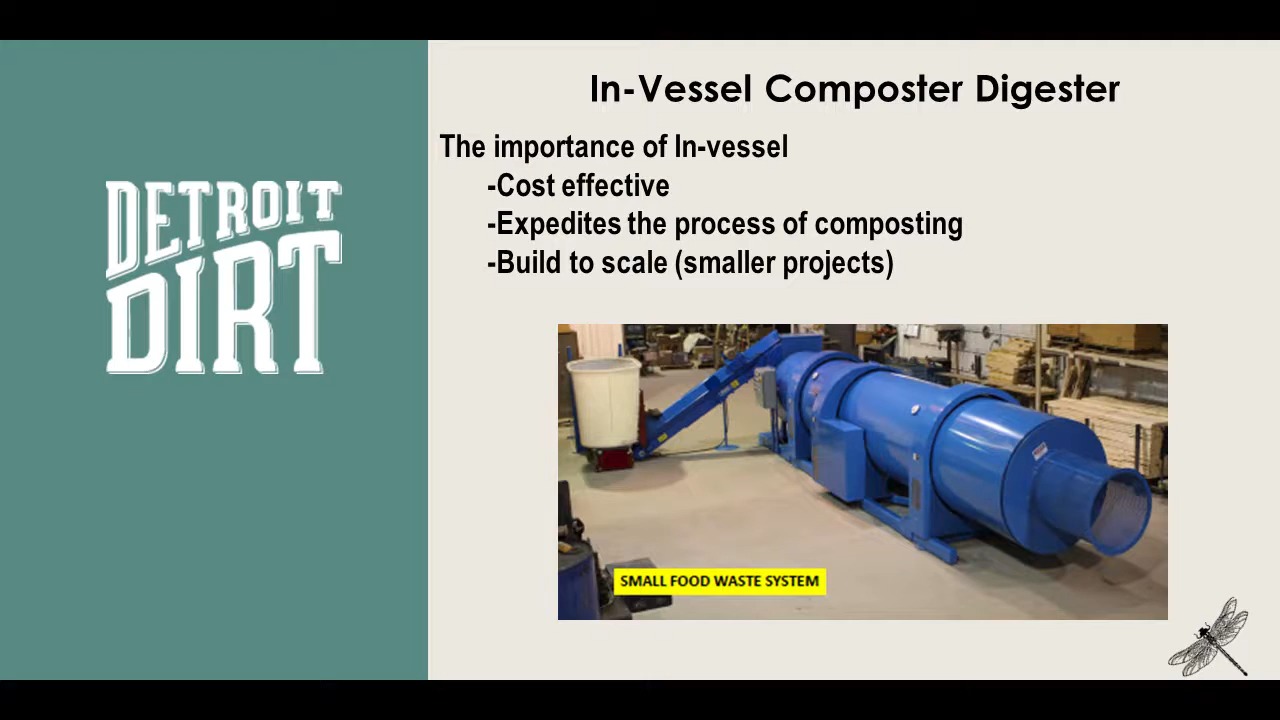 DETROIT
DIRT
In-Vessel Composter Digester
The importance of In-vessel
-Cost effective
-Expedites the process of composting
-Build to scale (smaller projects)
SMALL FOOD WASTE SYSTEM